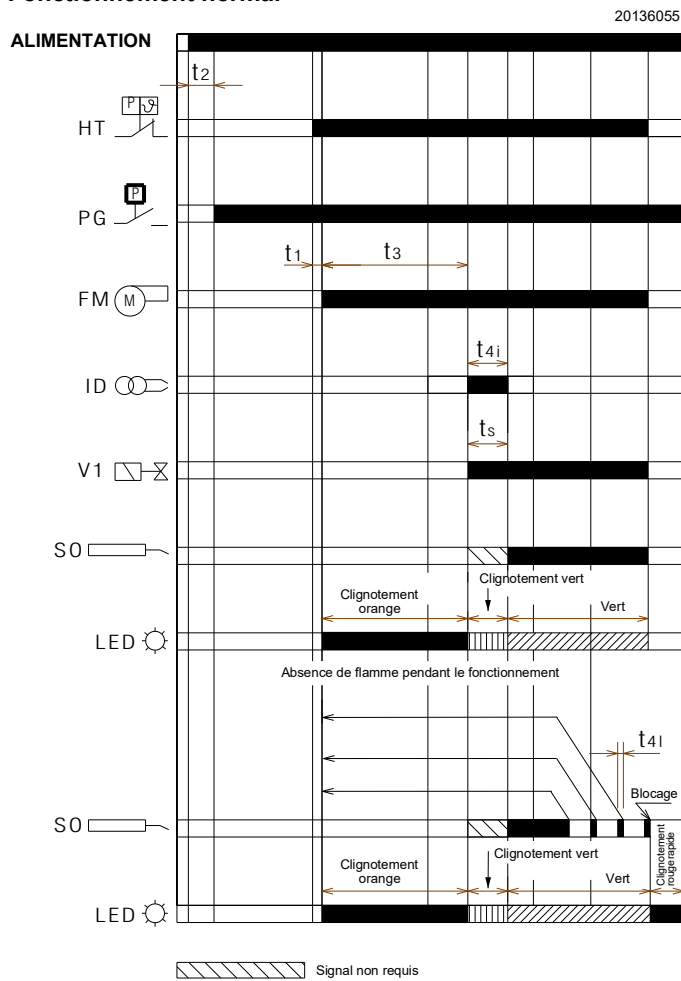 20136055
ALIMENTATION
t2
P ϑ
HT
P
PG
t1
t3
FM M
t4i
ID
ts
V1
SO
Clignotement vert
Clignotement
orange
Vert
LED
Absence de flamme pendant le fonctionnement
t4l
Blocage
SO
Clignotement vert
Clignotement
orange
Vert
Clignotement
rouge rapide
LED
Signal non requis